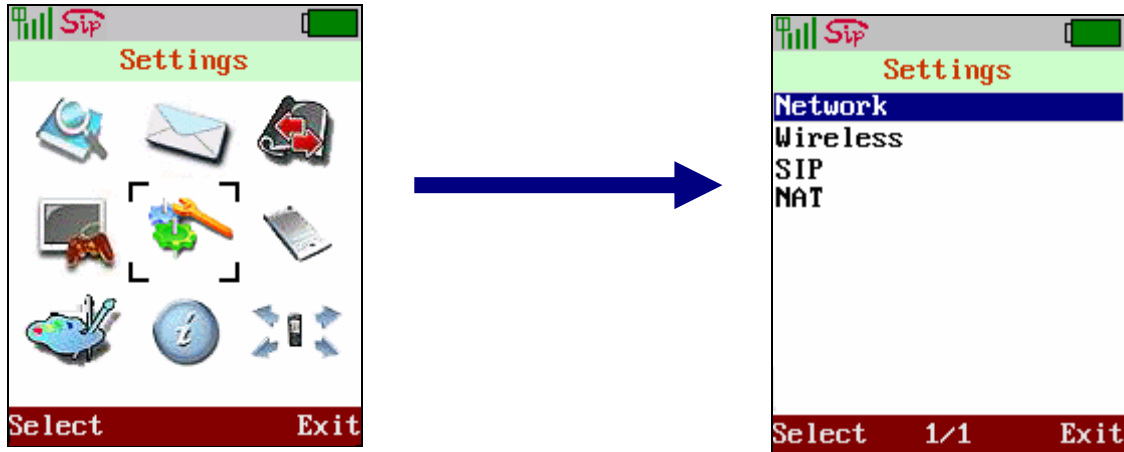 Sip
Settings
i
Select Exit
Sip
Settings
Network
Wireless
SIP
NAT
Select 1/1 Exit